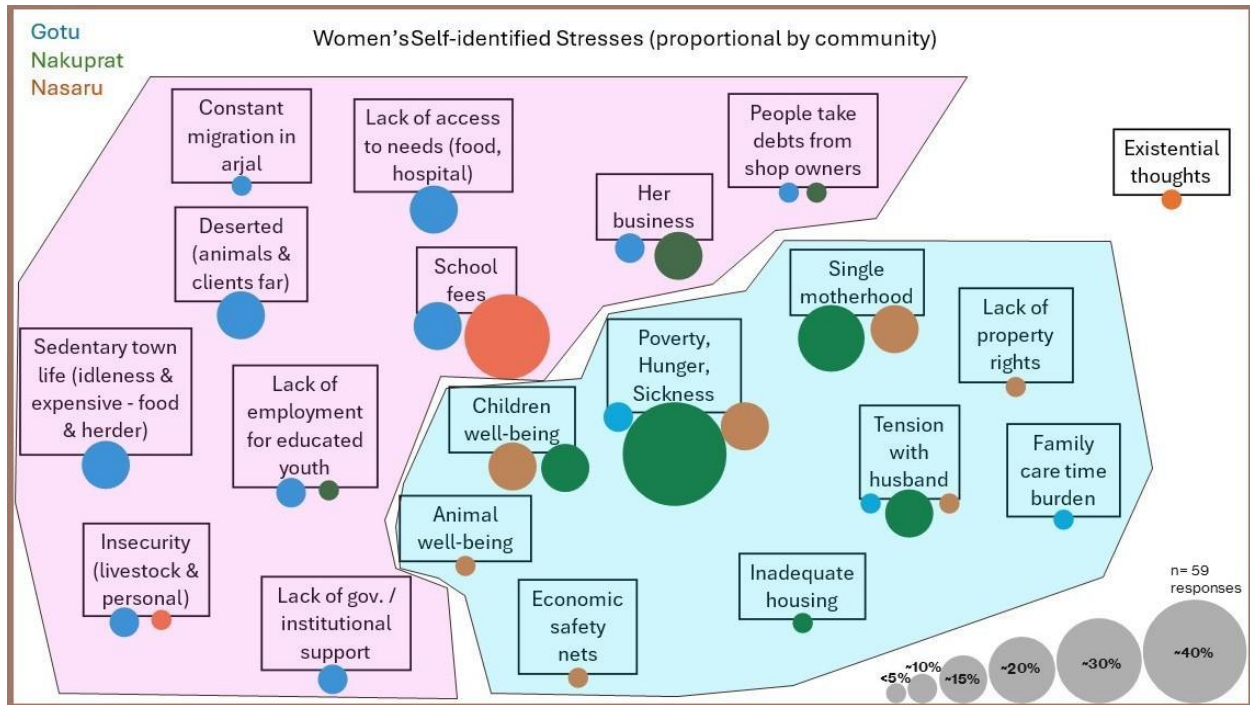 Gotu
Nakuprat
Nasaru
Women'sSelf-identified Stresses (proportional by community)
Constant
migration in
arjal
Lack of access
to needs (food,
hospital)
People take
debts from
shop owners
Existential
thoughts
Her
business
Deserted
(animals &
clients far)
School
fees
Single
motherhood
Lack of
property
rights
Sedentary town
life (idleness &
expensive - food
& herder)
Lack of
employment
for educated
youth
Poverty,
Hunger,
Sickness
Children
well-being
Tension
with
husband
Family
care time
burden
Animal
well-being
Insecurity
(livestock &
personal)
Lack of gov. /
institutional
support
Economic
safety
nets
Inadequate
housing
n= 59
responses
<5%
~10%
~15%
~20%
~30%
~40%